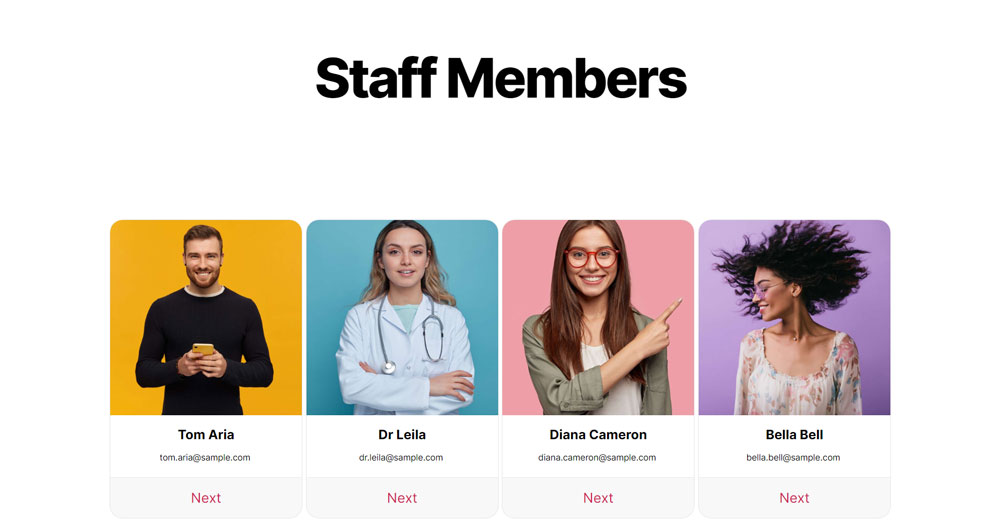 Staff Members
Tom Aria
tom.aria@sample.com
Next
Dr Leila
dr.leila@sample.com
Next
Diana Cameron
diana.cameron@sample.com
Next
Bella Bell
bella.bell@sample.com
Next